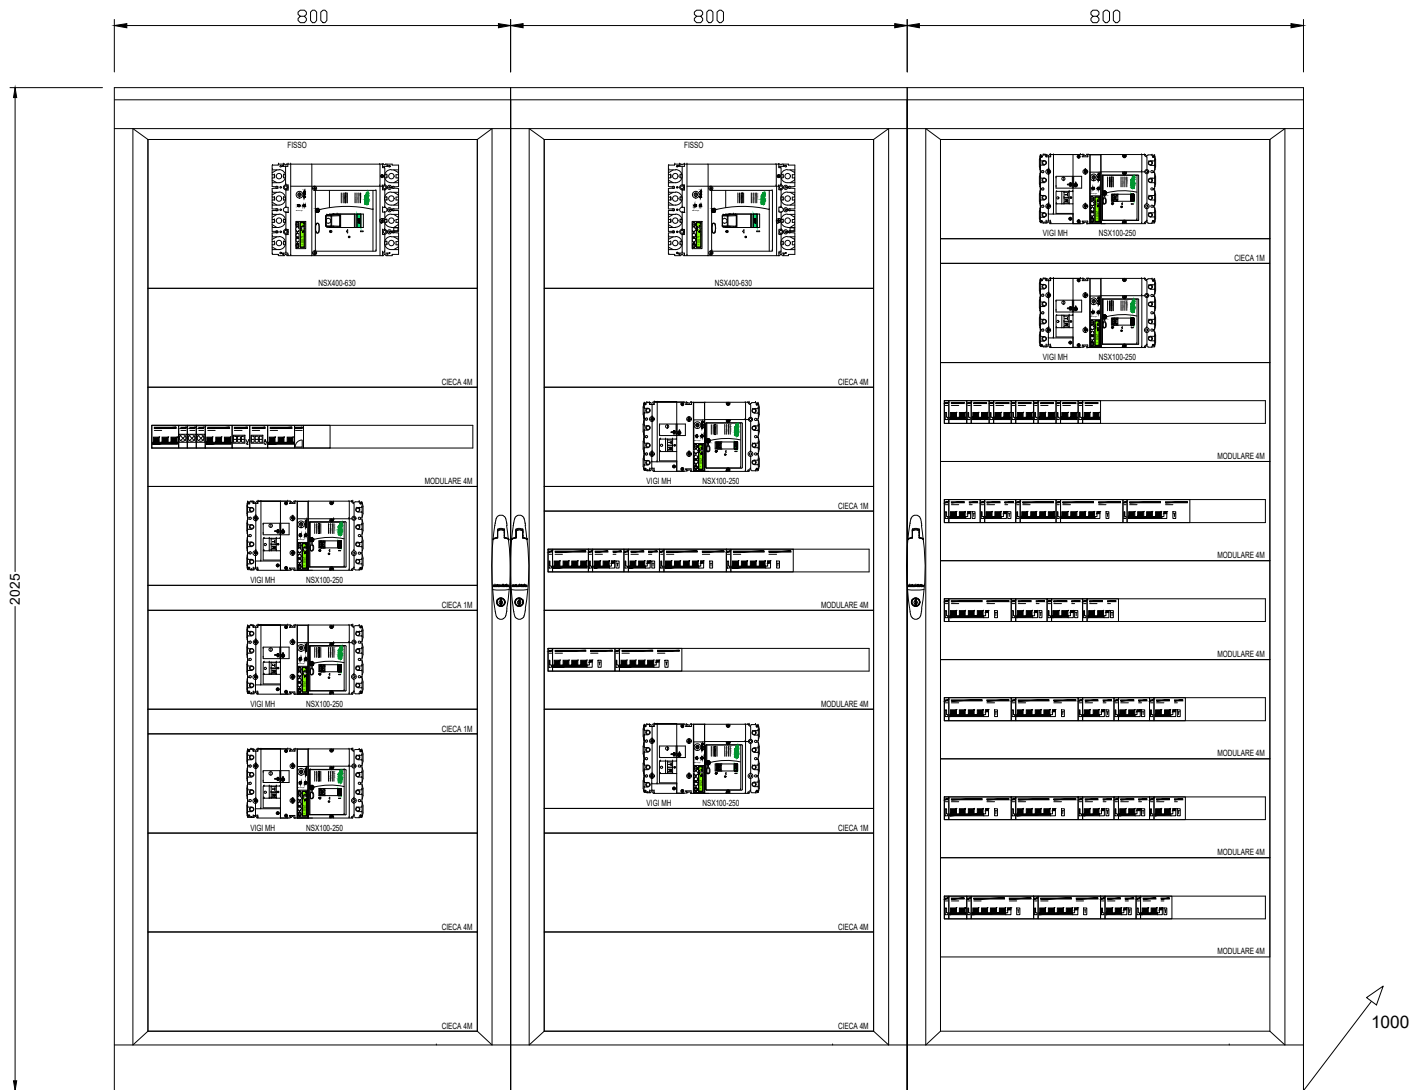 800 800 800
2025
FISSO
NSX400-630
CIECA 4M
MODULARE 4M
VIGI MH NSX100-250
CIECA 1M
VIGI MH NSX100-250
CIECA 1M
VIGI MH NSX100-250
CIECA 4M
CIECA 4M
FISSO
NSX400-630
CIECA 4M
VIGI MH NSX100-250
CIECA 1M
MODULARE 4M
MODULARE 4M
VIGI MH NSX100-250
CIECA 1M
CIECA 4M
CIECA 4M
VIGI MH NSX100-250
CIECA 1M
VIGI MH NSX100-250
MODULARE 4M
MODULARE 4M
MODULARE 4M
MODULARE 4M
MODULARE 4M
MODULARE 4M
1000